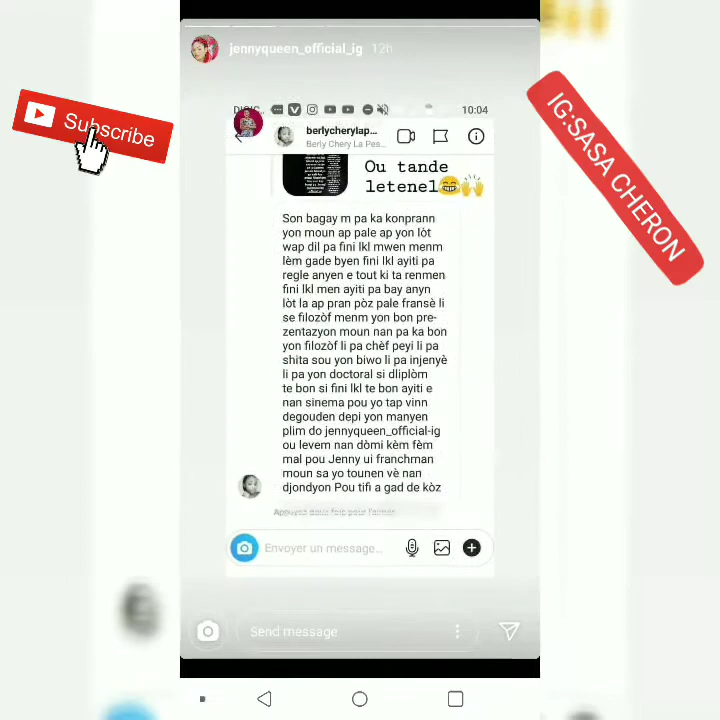 jennyqueen_official_ig 12h
10:04
Subscribe
IG:SASA CHERON
berlycherylap...
Berly Chery La Pea...
Ou tande
letenel😂🙌
Son bagay m pa ka konprann
yon moun ap pale ap yon lòt
wap dil pa fini lkl mwen menm
lèm gade byen fini lkl ayiti pa
regle anyen e tout ki ta renmen
fini lkl men ayiti pa bay anyn
lòt la ap pran pòz pale fransè li
se filozòf menm yon bon pre-
zentazyon moun nan pa ka bon
yon filozòf li pa chèf peyi li pa
shita sou yon biwo li pa injenyè
li pa yon doctoral si dliplòm
te bon si fini lkl te bon ayiti e
nan sinema pou yo tap vinn
degouden depi yon manyen
plim do jennyqueen_official-ig
ou levem nan dòmi kèm fèm
mal pou Jenny ui franchman
moun sa yo tounen vè nan
djondyon Pou tifi a gad de kòz
Appuyez deux fois pour l'aimer
Envoyer un message...
Send message